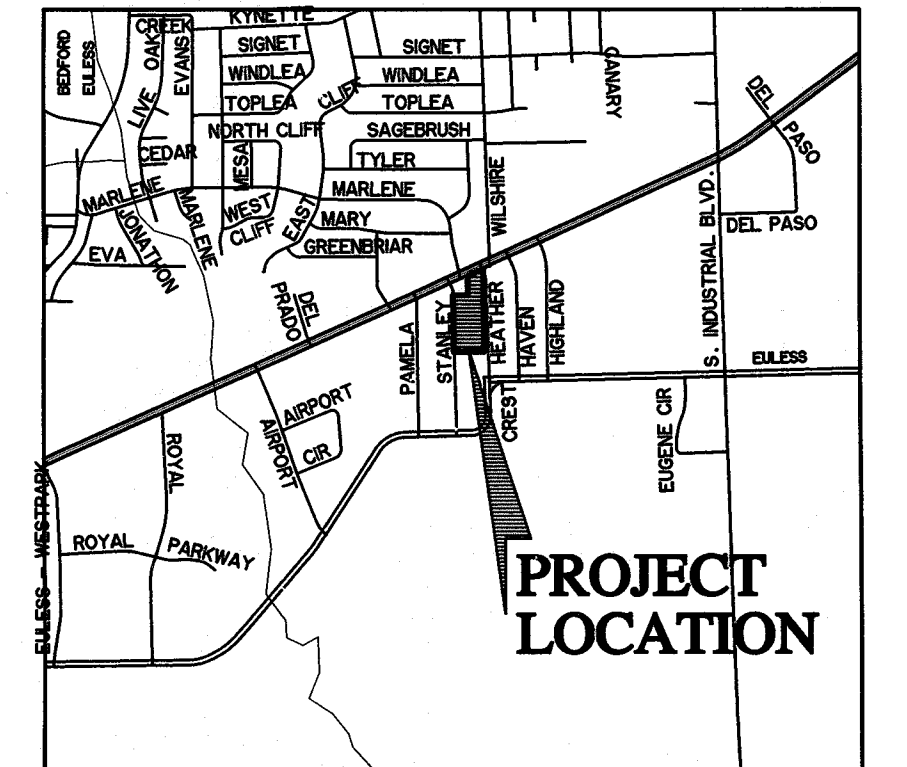 KYNETTE
CREEK
BEDFORD
EULESS
LIVE OAK
EVANS
SIGNET
SIGNET
WINDLEA
WINDLEA
CANARY
TOPLEA
CLIFF
TOPLEA
DEL PASO
NORTH CLIFF
SAGEBRUSH
CEDAR
MESA
TYLER
WILSHIRE
MARLENE
MARLENE
MARLENE
WEST
CLIFF
EAST
MARY
DEL PASO
JONATHON
GREENBRIAR
EVA
S. INDUSTRIAL BLVD.
DEL
PRADO
PAMELA
STANLEY
HEATHER
HAVEN
HIGHLAND
EULESS
AIRPORT
AIRPORT
CIR
CREST
EUGENE CIR
ROYAL
EULESS - WESTPARK
ROYAL PARKWAY
PROJECT
LOCATION